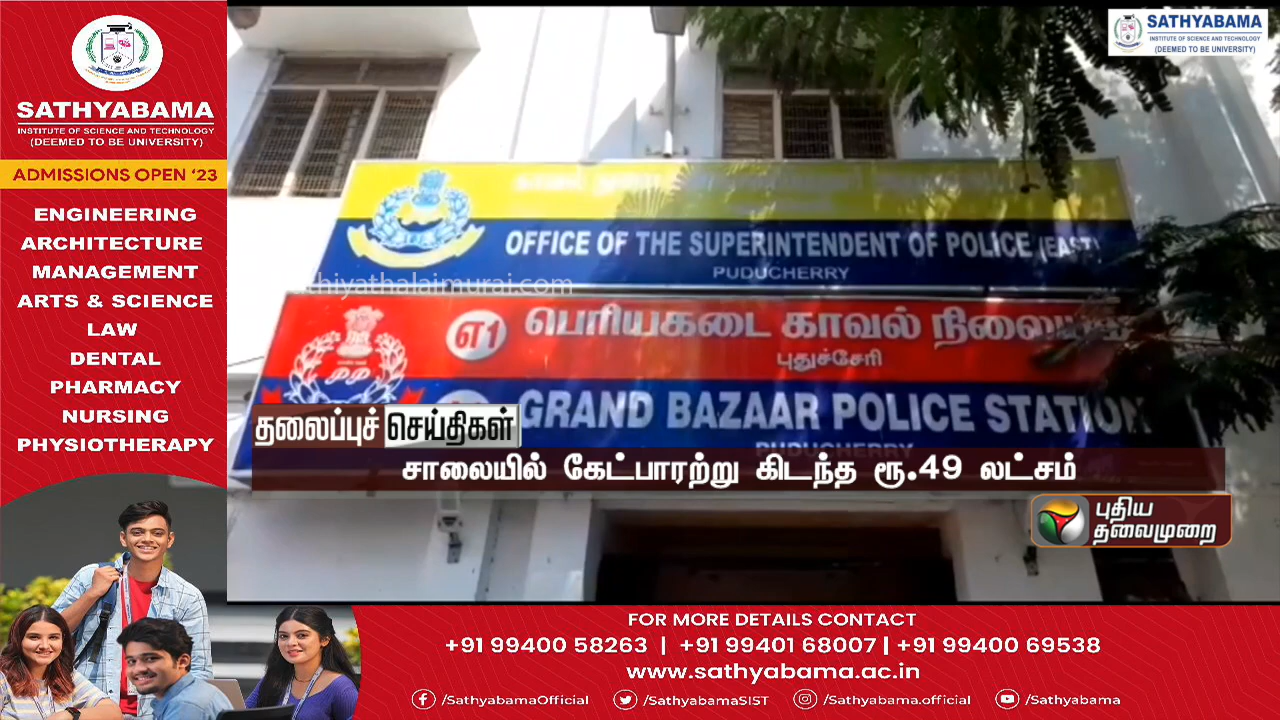 SATHYABAMA
INSTITUTE OF SCIENCE AND TECHNOLOGY
(DEEMED TO BE UNIVERSITY)
ADMISSIONS OPEN '23
ENGINEERING
ARCHITECTURE
MANAGEMENT
ARTS & SCIENCE
LAW
DENTAL
PHARMACY
NURSING
PHYSIOTHERAPY
SATHYABAMA
INSTITUTE OF SCIENCE AND TECHNOLOGY
(DEEMED TO BE UNIVERSITY)
OFFICE OF THE SUPERINTENDENT OF POLICE (EAST)
PUDUCHERRY
hiyathalaimurai.com
எ1 பெரியகடை காவல் நிலையம்
புதுச்சேரி
GRAND BAZAAR POLICE STATION
PUDUCHERRY
தலைப்புச் செய்திகள்
சாலையில் கேட்பாரற்று கிடந்த ரூ.49 லட்சம்
புதிய
தலைமுறை
FOR MORE DETAILS CONTACT
+91 99400 58263 | +91 99401 68007 | +91 99400 69538
www.sathyabama.ac.in
/SathyabamaOfficial /SathyabamaSIST /Sathyabama.official /Sathyabama